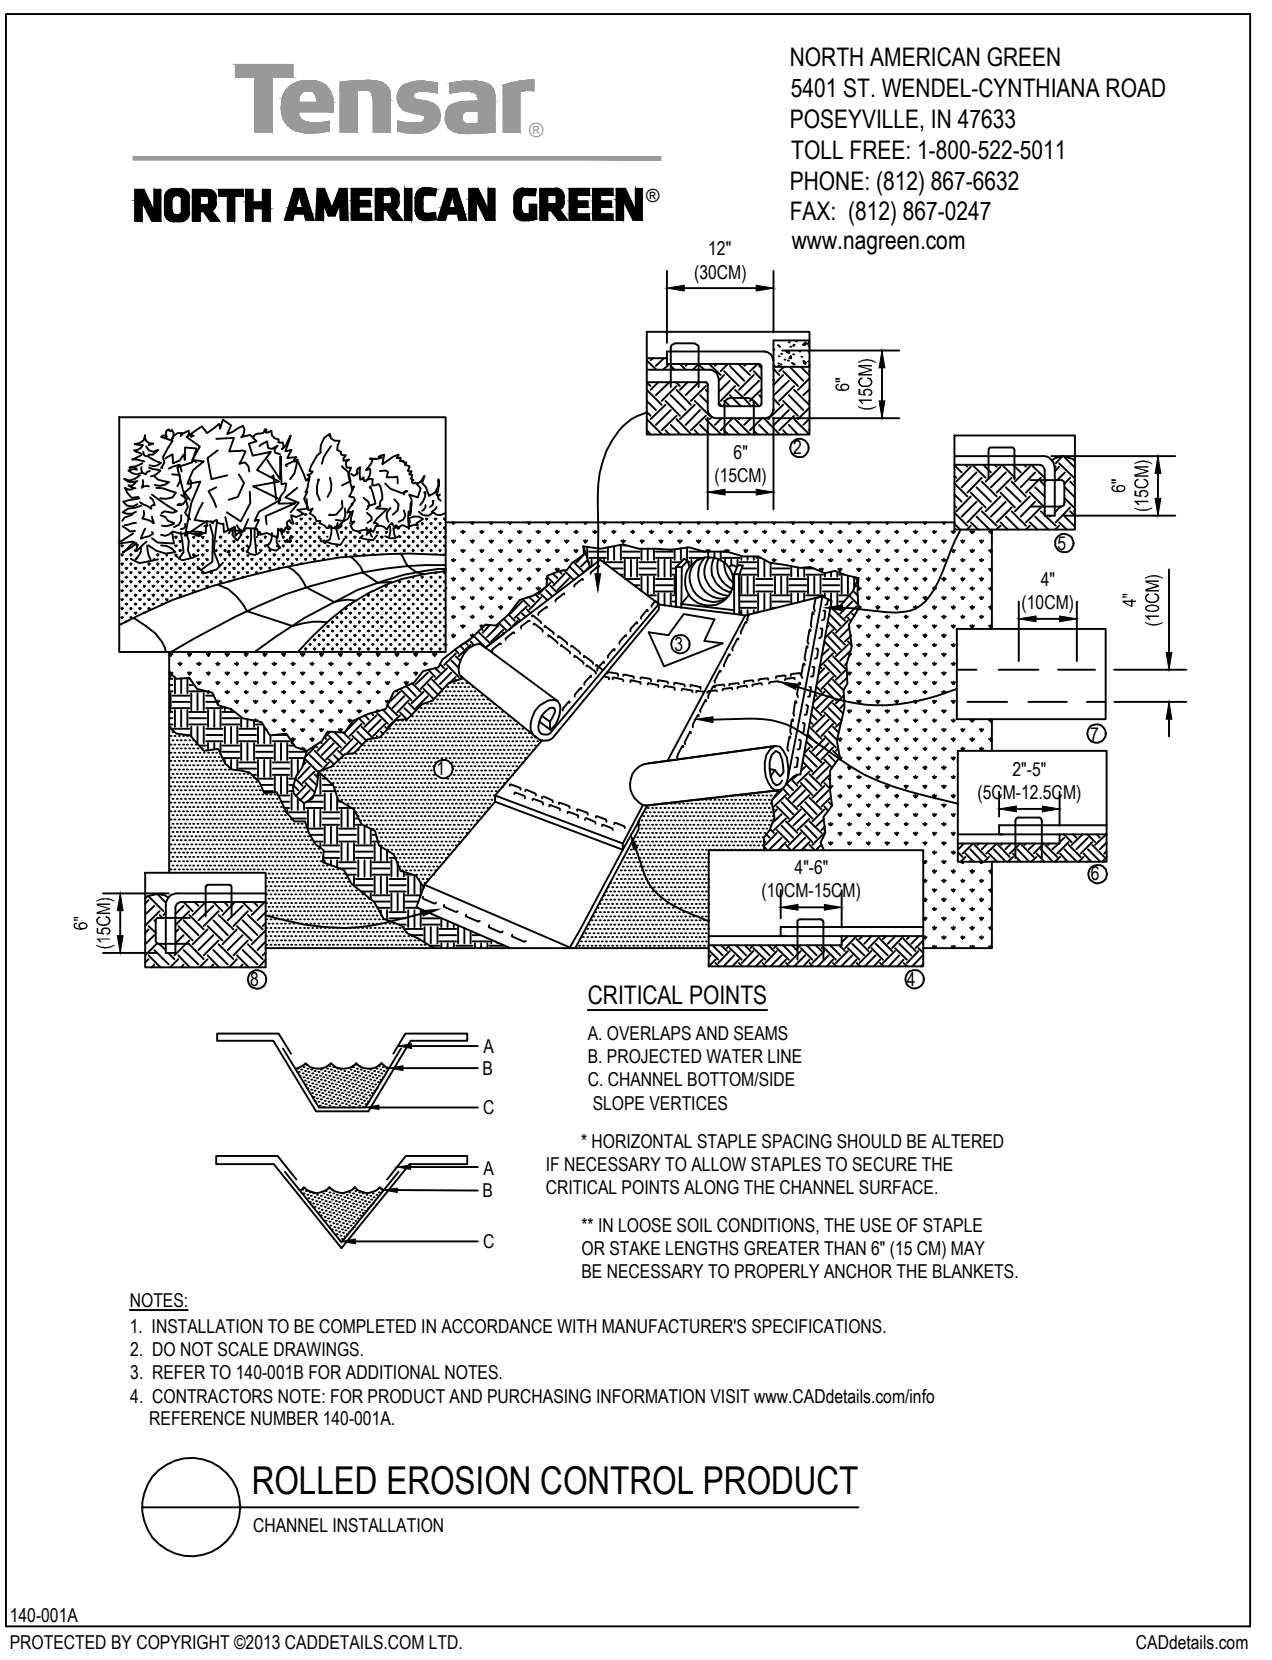 Tensar®
NORTH AMERICAN GREEN®
NORTH AMERICAN GREEN
5401 ST. WENDEL-CYNTHIANA ROAD
POSEYVILLE, IN 47633
TOLL FREE: 1-800-522-5011
PHONE: (812) 867-6632
FAX: (812) 867-0247
www.nagreen.com
12"
(30CM)
6"
(15CM)
6"
(15CM)
2
6"
(15CM)
5
4"
(10CM)
4"
(10CM)
7
3
1
2"-5"
(5CM-12.5CM)
6
4"-6"
(10CM-15CM)
4
6"
(15CM)
8
CRITICAL POINTS
A. OVERLAPS AND SEAMS
B. PROJECTED WATER LINE
C. CHANNEL BOTTOM/SIDE
SLOPE VERTICES
A
B
C
A
B
C
* HORIZONTAL STAPLE SPACING SHOULD BE ALTERED
IF NECESSARY TO ALLOW STAPLES TO SECURE THE
CRITICAL POINTS ALONG THE CHANNEL SURFACE.
** IN LOOSE SOIL CONDITIONS, THE USE OF STAPLE
OR STAKE LENGTHS GREATER THAN 6" (15 CM) MAY
BE NECESSARY TO PROPERLY ANCHOR THE BLANKETS.
NOTES:
1. INSTALLATION TO BE COMPLETED IN ACCORDANCE WITH MANUFACTURER'S SPECIFICATIONS.
2. DO NOT SCALE DRAWINGS.
3. REFER TO 140-001B FOR ADDITIONAL NOTES.
4. CONTRACTORS NOTE: FOR PRODUCT AND PURCHASING INFORMATION VISIT www.CADdetails.com/info
REFERENCE NUMBER 140-001A.
ROLLED EROSION CONTROL PRODUCT
CHANNEL INSTALLATION
140-001A
PROTECTED BY COPYRIGHT ©2013 CADDETAILS.COM LTD.
CADdetails.com